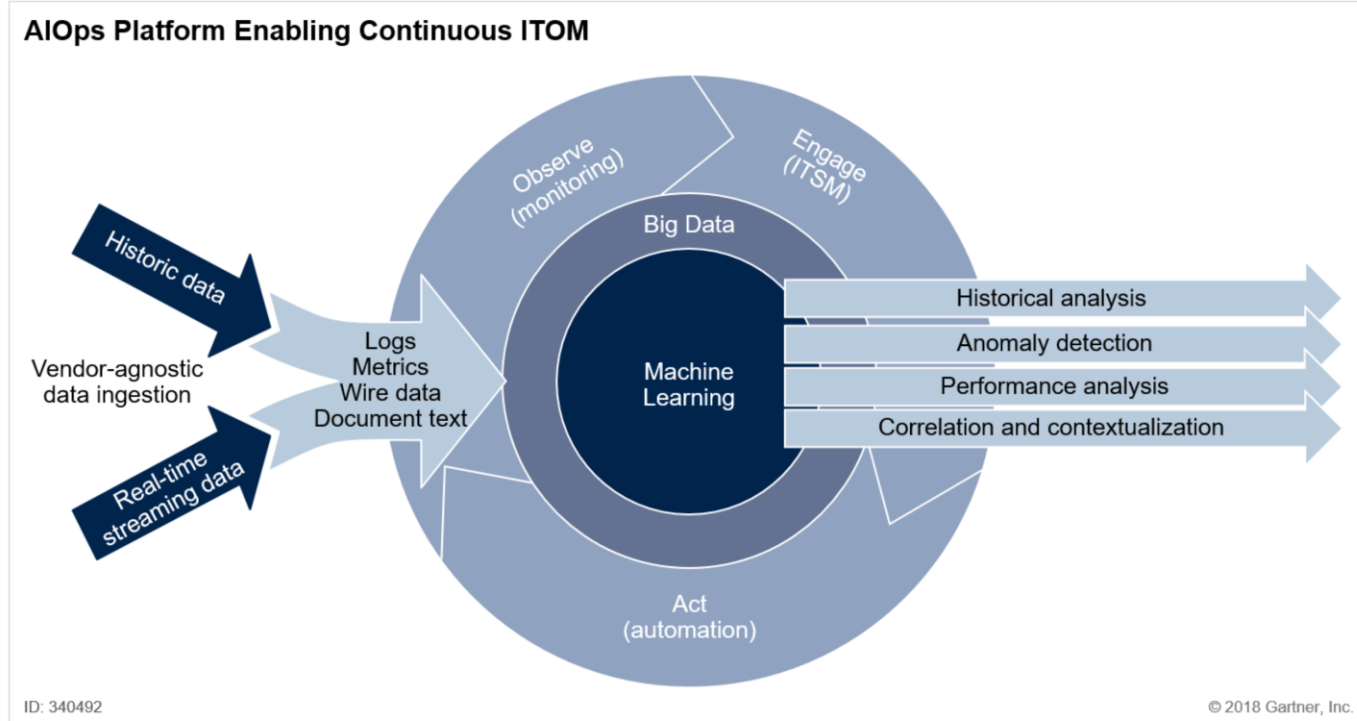 AIOps Platform Enabling Continuous ITOM
Observe
(monitoring)
Engage
(ITSM)
Big Data
Historic data
Vendor-agnostic
data ingestion
Real-time
streaming data
Logs
Metrics
Wire data
Document text
Machine
Learning
Historical analysis
Anomaly detection
Performance analysis
Correlation and contextualization
Act
(automation)
ID: 340492
© 2018 Gartner, Inc.